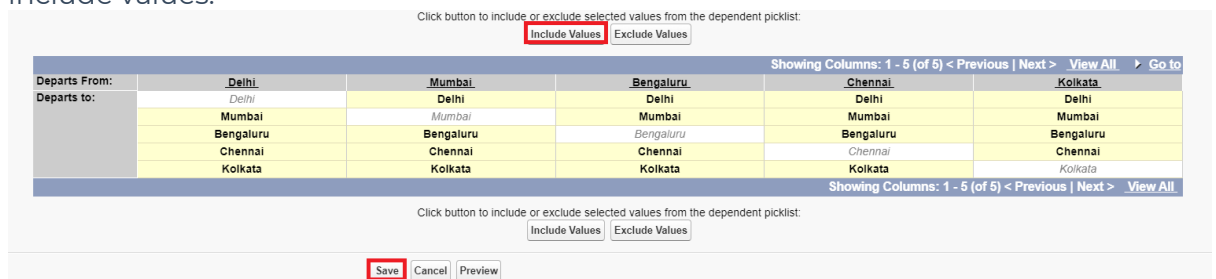 include values.
Click button to include or exclude selected values from the dependent picklist:
Include Values Exclude Values
Showing Columns: 1 - 5 (of 5) < Previous | Next > View All ▶ Go to
Departs From: Delhi Mumbai Bengaluru Chennai Kolkata
Departs to: Delhi Delhi Delhi Delhi Delhi
Mumbai Mumbai Mumbai Mumbai Mumbai
Bengaluru Bengaluru Bengaluru Bengaluru Bengaluru
Chennai Chennai Chennai Chennai Chennai
Kolkata Kolkata Kolkata Kolkata Kolkata
Showing Columns: 1 - 5 (of 5) < Previous | Next > View All
Click button to include or exclude selected values from the dependent picklist:
Include Values Exclude Values
Save Cancel Preview